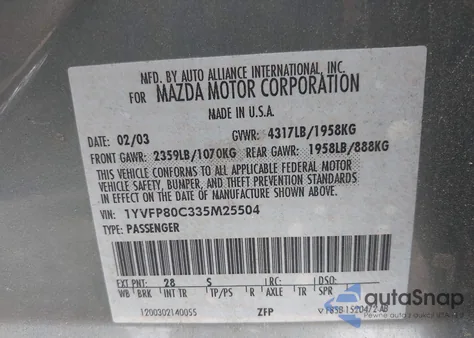 MFD. BY AUTO ALLIANCE INTERNATIONAL, INC.
FOR MAZDA MOTOR CORPORATION
MADE IN U.S.A.
DATE: 02/03 GVWR: 4317LB/1958KG
FRONT GAWR: 2359LB/1070KG REAR GAWR: 1958LB/888KG
THIS VEHICLE CONFORMS TO ALL APPLICABLE FEDERAL MOTOR
VEHICLE SAFETY, BUMPER, AND THEFT PREVENTION STANDARDS
IN EFFECT ON THE DATE OF MANUFACTURE SHOWN ABOVE.
VIN: 1YVFP80C335M25504
TYPE: PASSENGER
EXT PNT: 28 S RC: DSO:
WB BRK INT TR TP/PS R AXLE TR SPR
1200302140055 ZFP
autaSnap